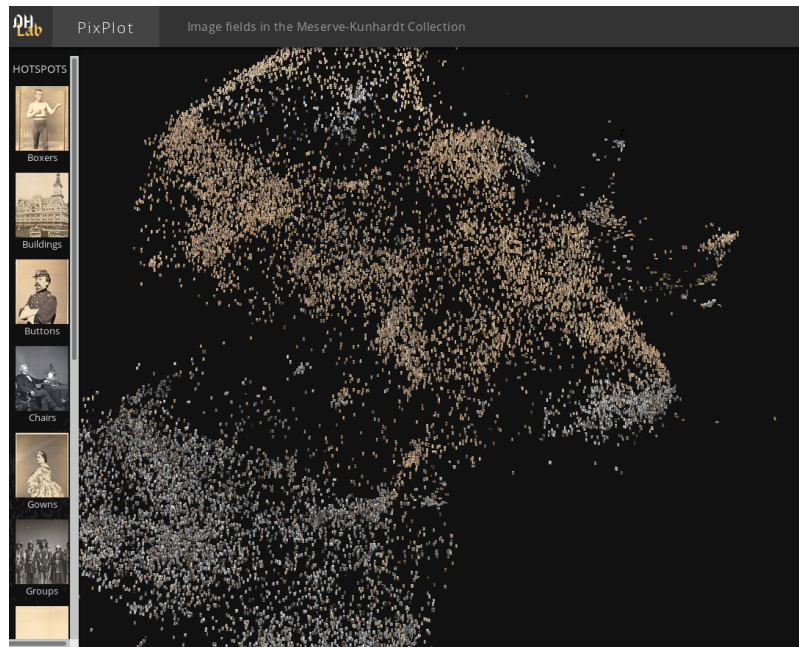 DH
Lab
PixPlot
Image fields in the Meserve-Kunhardt Collection
HOTSPOTS
Boxers
Buildings
Buttons
Chairs
Gowns
Groups